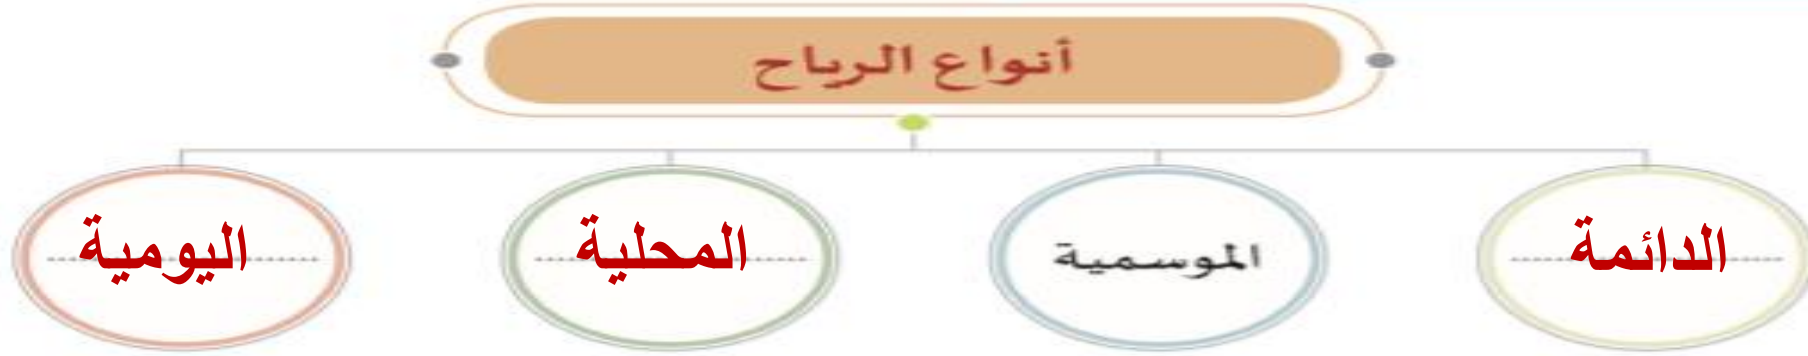 أنواع الرياح
الدائمة
الموسمية
المحلية
اليومية